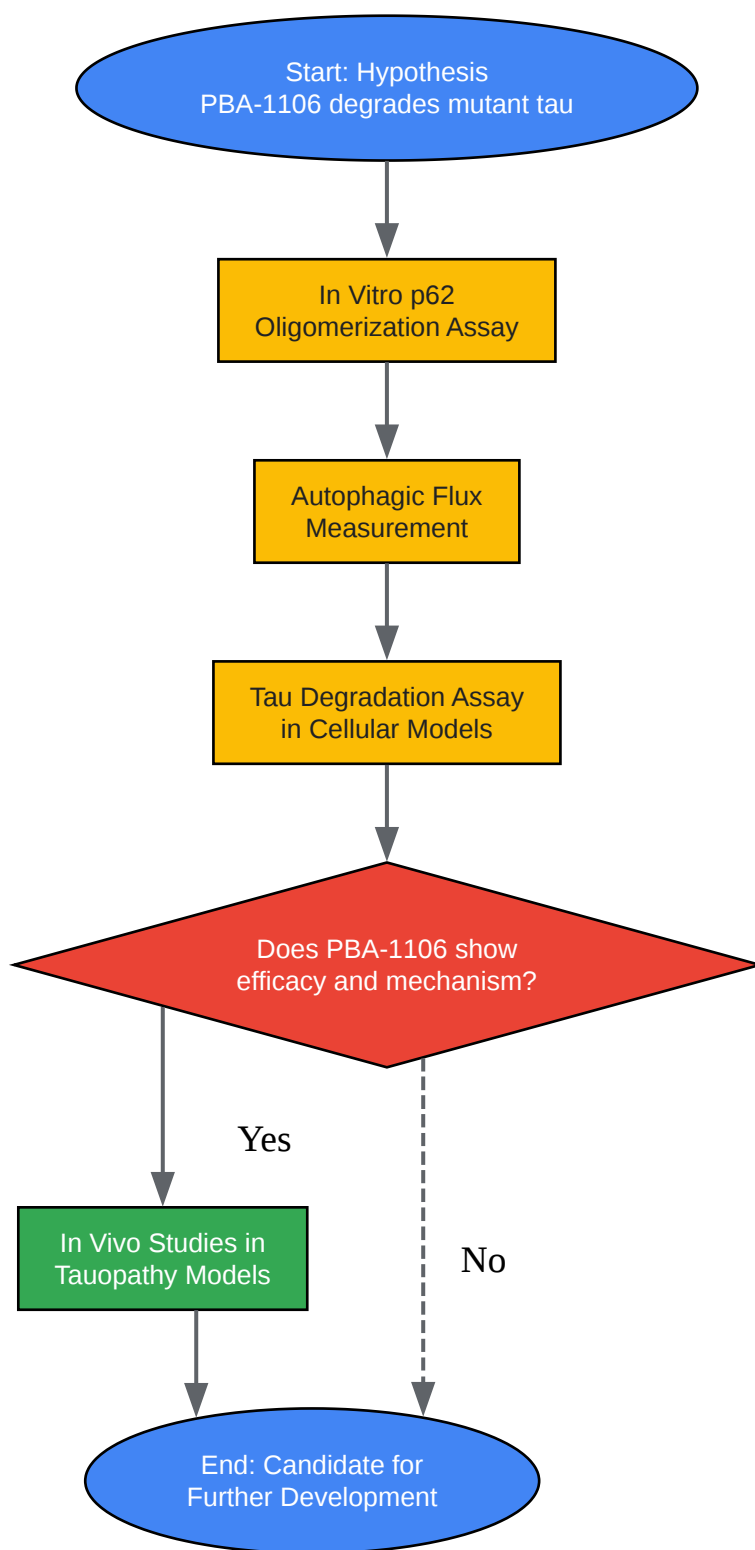 Start: Hypothesis
PBA-1106 degrades mutant tau
In Vitro p62
Oligomerization Assay
Autophagic Flux
Measurement
Tau Degradation Assay
in Cellular Models
Does PBA-1106 show
efficacy and mechanism?
Yes
In Vivo Studies in
Tauopathy Models
No
End: Candidate for
Further Development